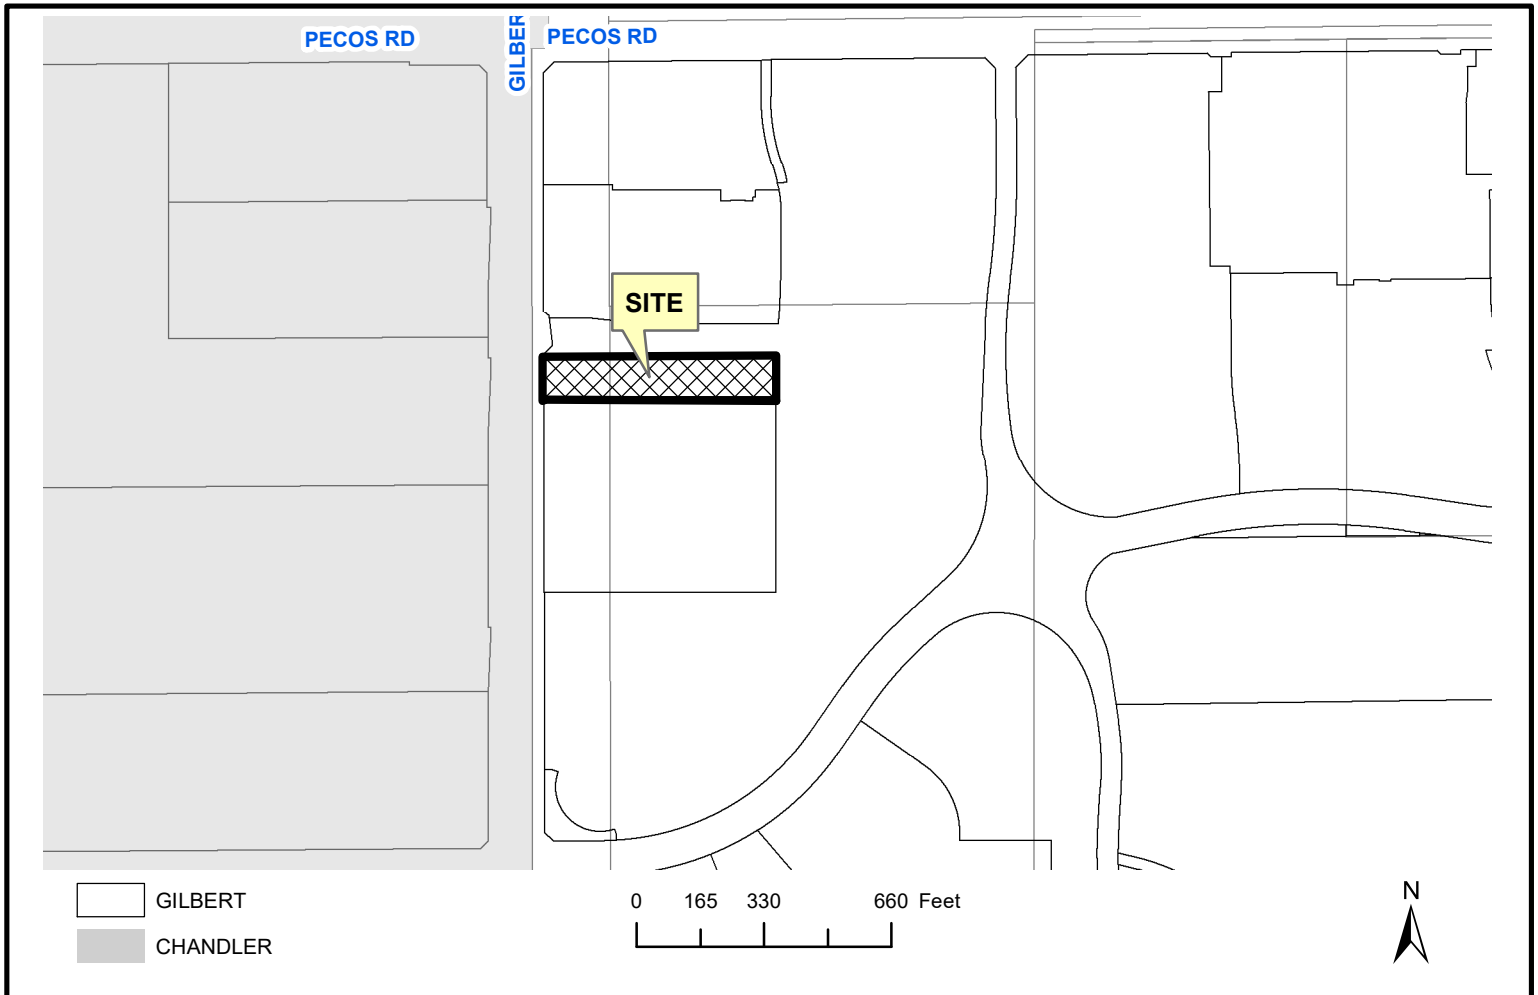 PECOS RD
GILBER
PECOS RD
SITE
GILBERT
CHANDLER
0 165 330 660 Feet
N